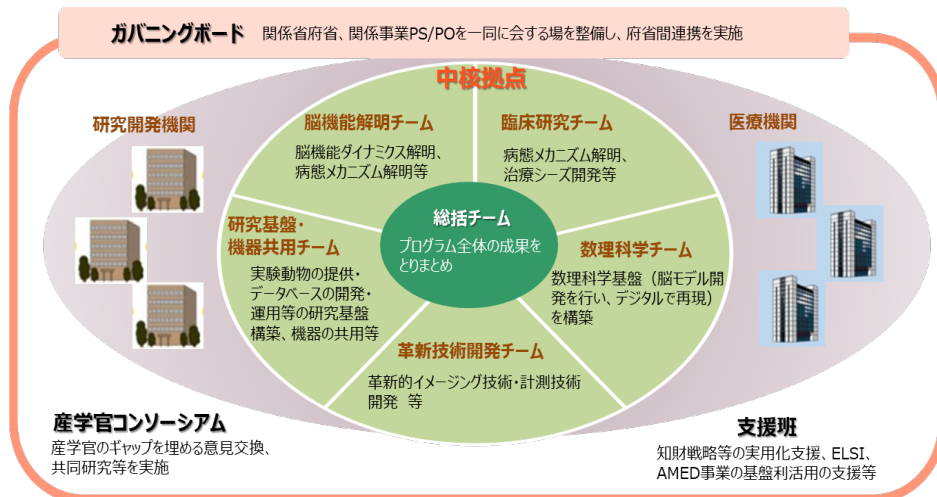 ガバニングボード 関係省府省、関係事業PS/POを一同に会する場を整備し、府省間連携を実施
中核拠点
研究開発機関
脳機能解明チーム
脳機能ダイナミクス解明、
病態メカニズム解明等
臨床研究チーム
病態メカニズム解明、
治療シーズ開発等
医療機関
総括チーム
プログラム全体の成果を
とりまとめ
研究基盤・
機器共用チーム
実験動物の提供・
データベースの開発・
運用等の研究基盤
構築、機器の共用等
数理科学チーム
数理科学基盤（脳モデル開
発を行い、デジタルで再現）
を構築
革新技術開発チーム
革新的イメージング技術・計測技術
開発 等
産学官コンソーシアム
産学官のギャップを埋める意見交換、
共同研究等を実施
支援班
知財戦略等の実用化支援、ELSI、
AMED事業の基盤利活用の支援等